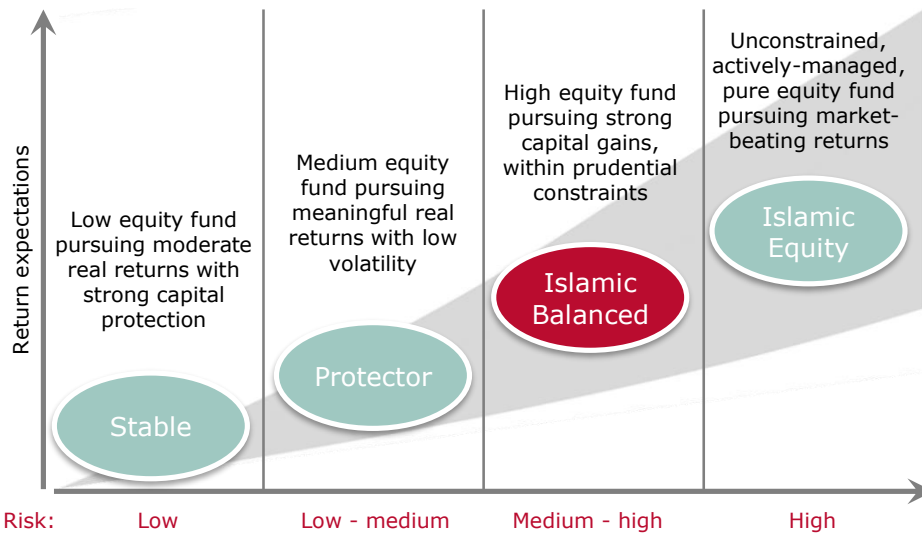 Return expectations
Low equity fund
pursuing moderate
real returns with
strong capital
protection
Stable
Medium equity
fund pursuing
meaningful real
returns with low
volatility
Protector
High equity fund
pursuing strong
capital gains,
within prudential
constraints
Islamic
Balanced
Unconstrained,
actively-managed,
pure equity fund
pursuing market-
beating returns
Islamic
Equity
Risk: Low Low - medium Medium - high High